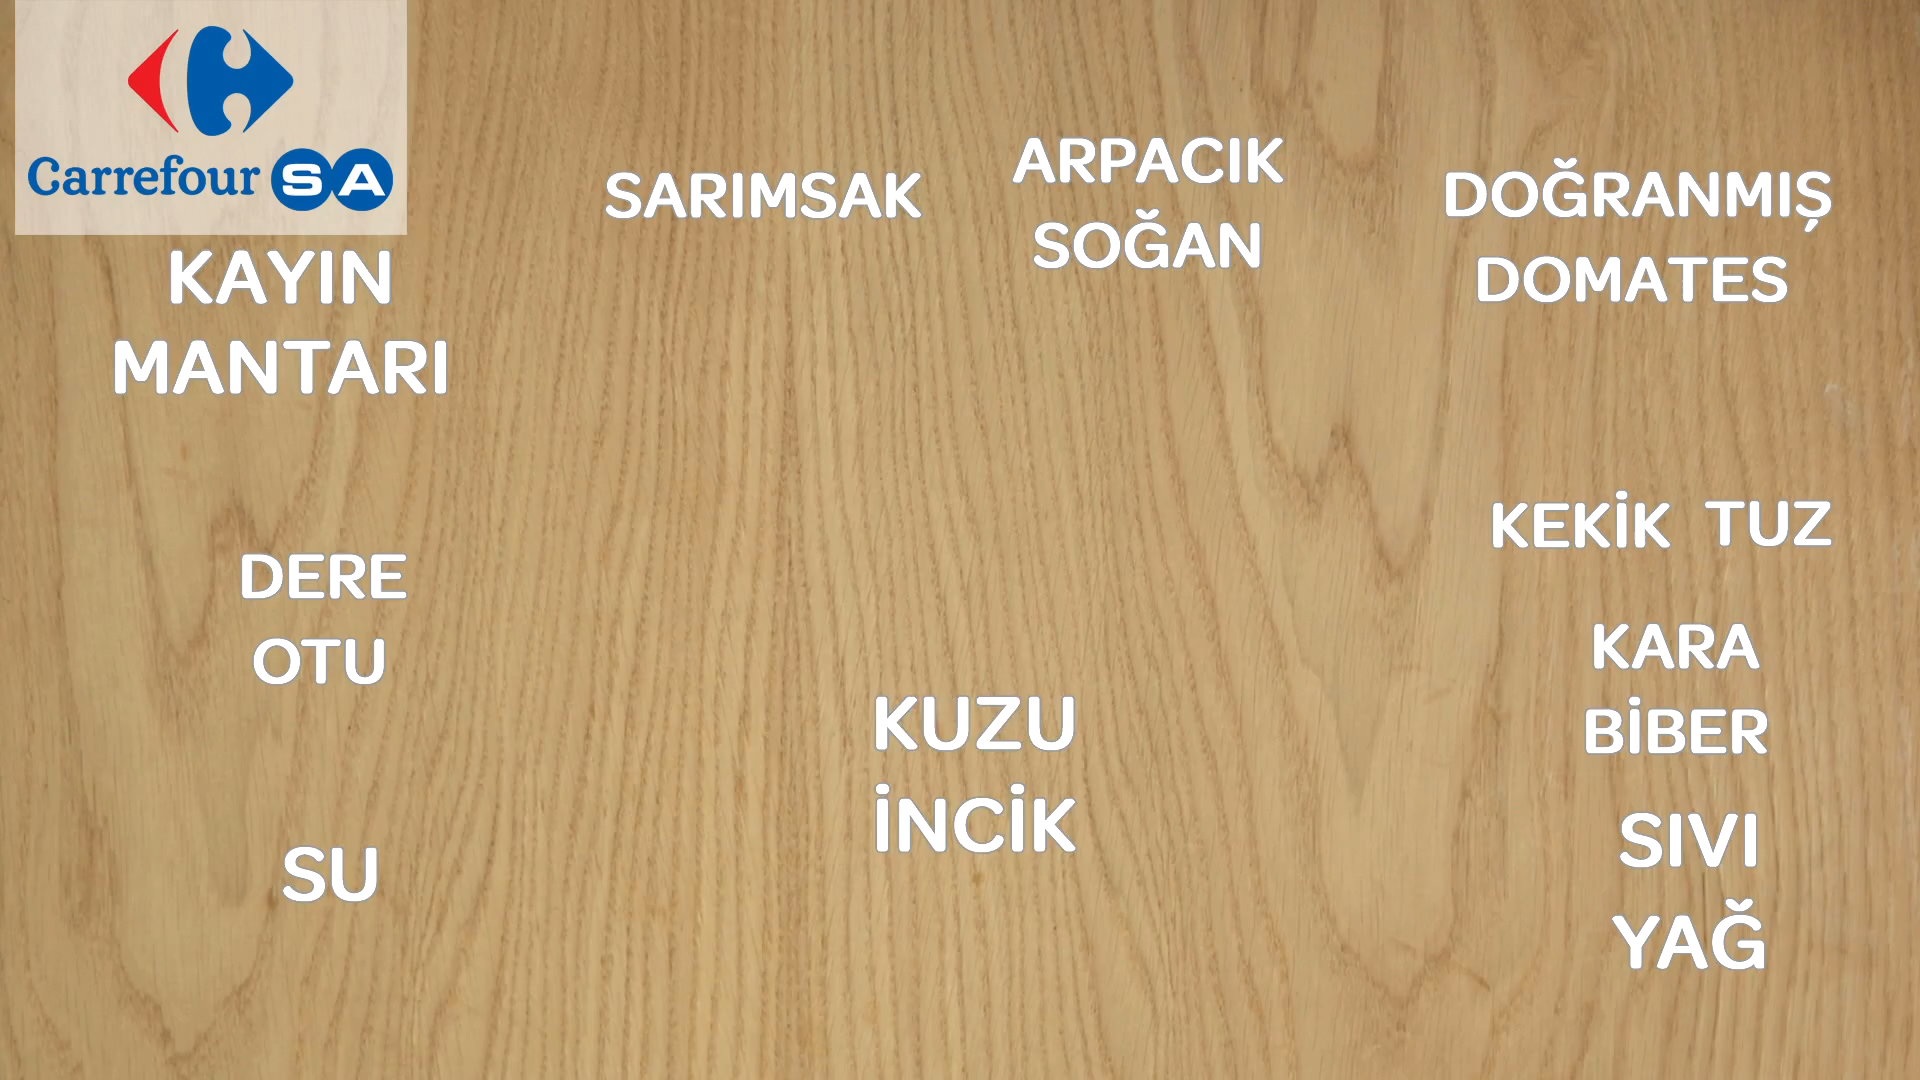 Carrefour SA
KAYIN
MANTARI
SARIMSAK
ARPACIK
SOĞAN
DOĞRANMIŞ
DOMATES
DERE
OTU
KEKİK TUZ
KARA
BİBER
KUZU
İNCİK
SU
SIVI
YAĞ